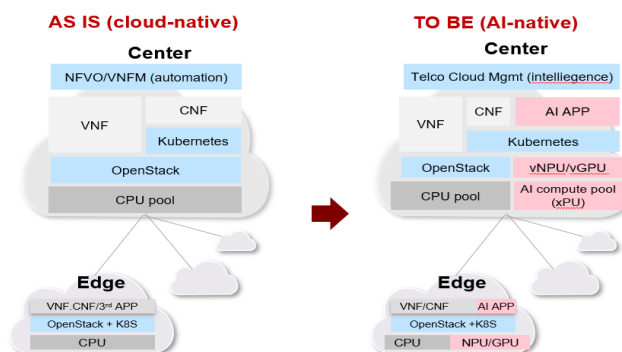 AS IS (cloud-native)
Center
NFVO/VNFM (automation)
VNF
CNF
Kubernetes
OpenStack
CPU pool
Edge
VNF.CNF/3rd APP
OpenStack + K8S
CPU
TO BE (AI-native)
Center
Telco Cloud Mgmt (intelliegence)
VNF
CNF
AI APP
Kubernetes
OpenStack
vNPU/vGPU
CPU pool
AI compute pool
(xPU)
Edge
VNF/CNF
AI APP
OpenStack +K8S
CPU
NPU/GPU